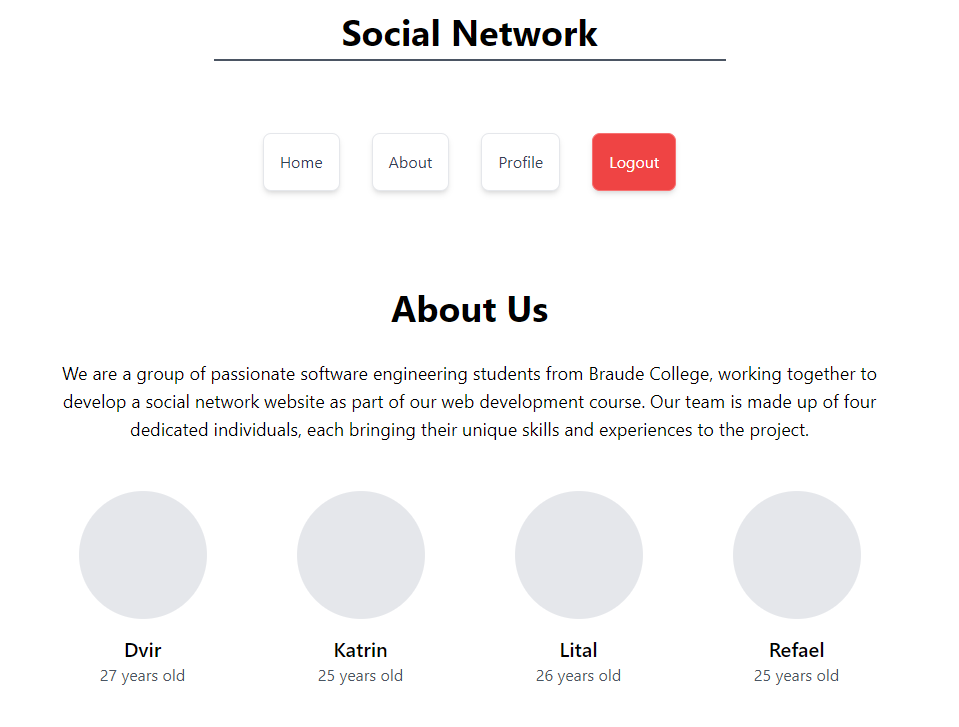 Social Network
Home About Profile Logout
About Us
We are a group of passionate software engineering students from Braude College, working together to
develop a social network website as part of our web development course. Our team is made up of four
dedicated individuals, each bringing their unique skills and experiences to the project.
Dvir Katrin Lital Refael
27 years old 25 years old 26 years old 25 years old